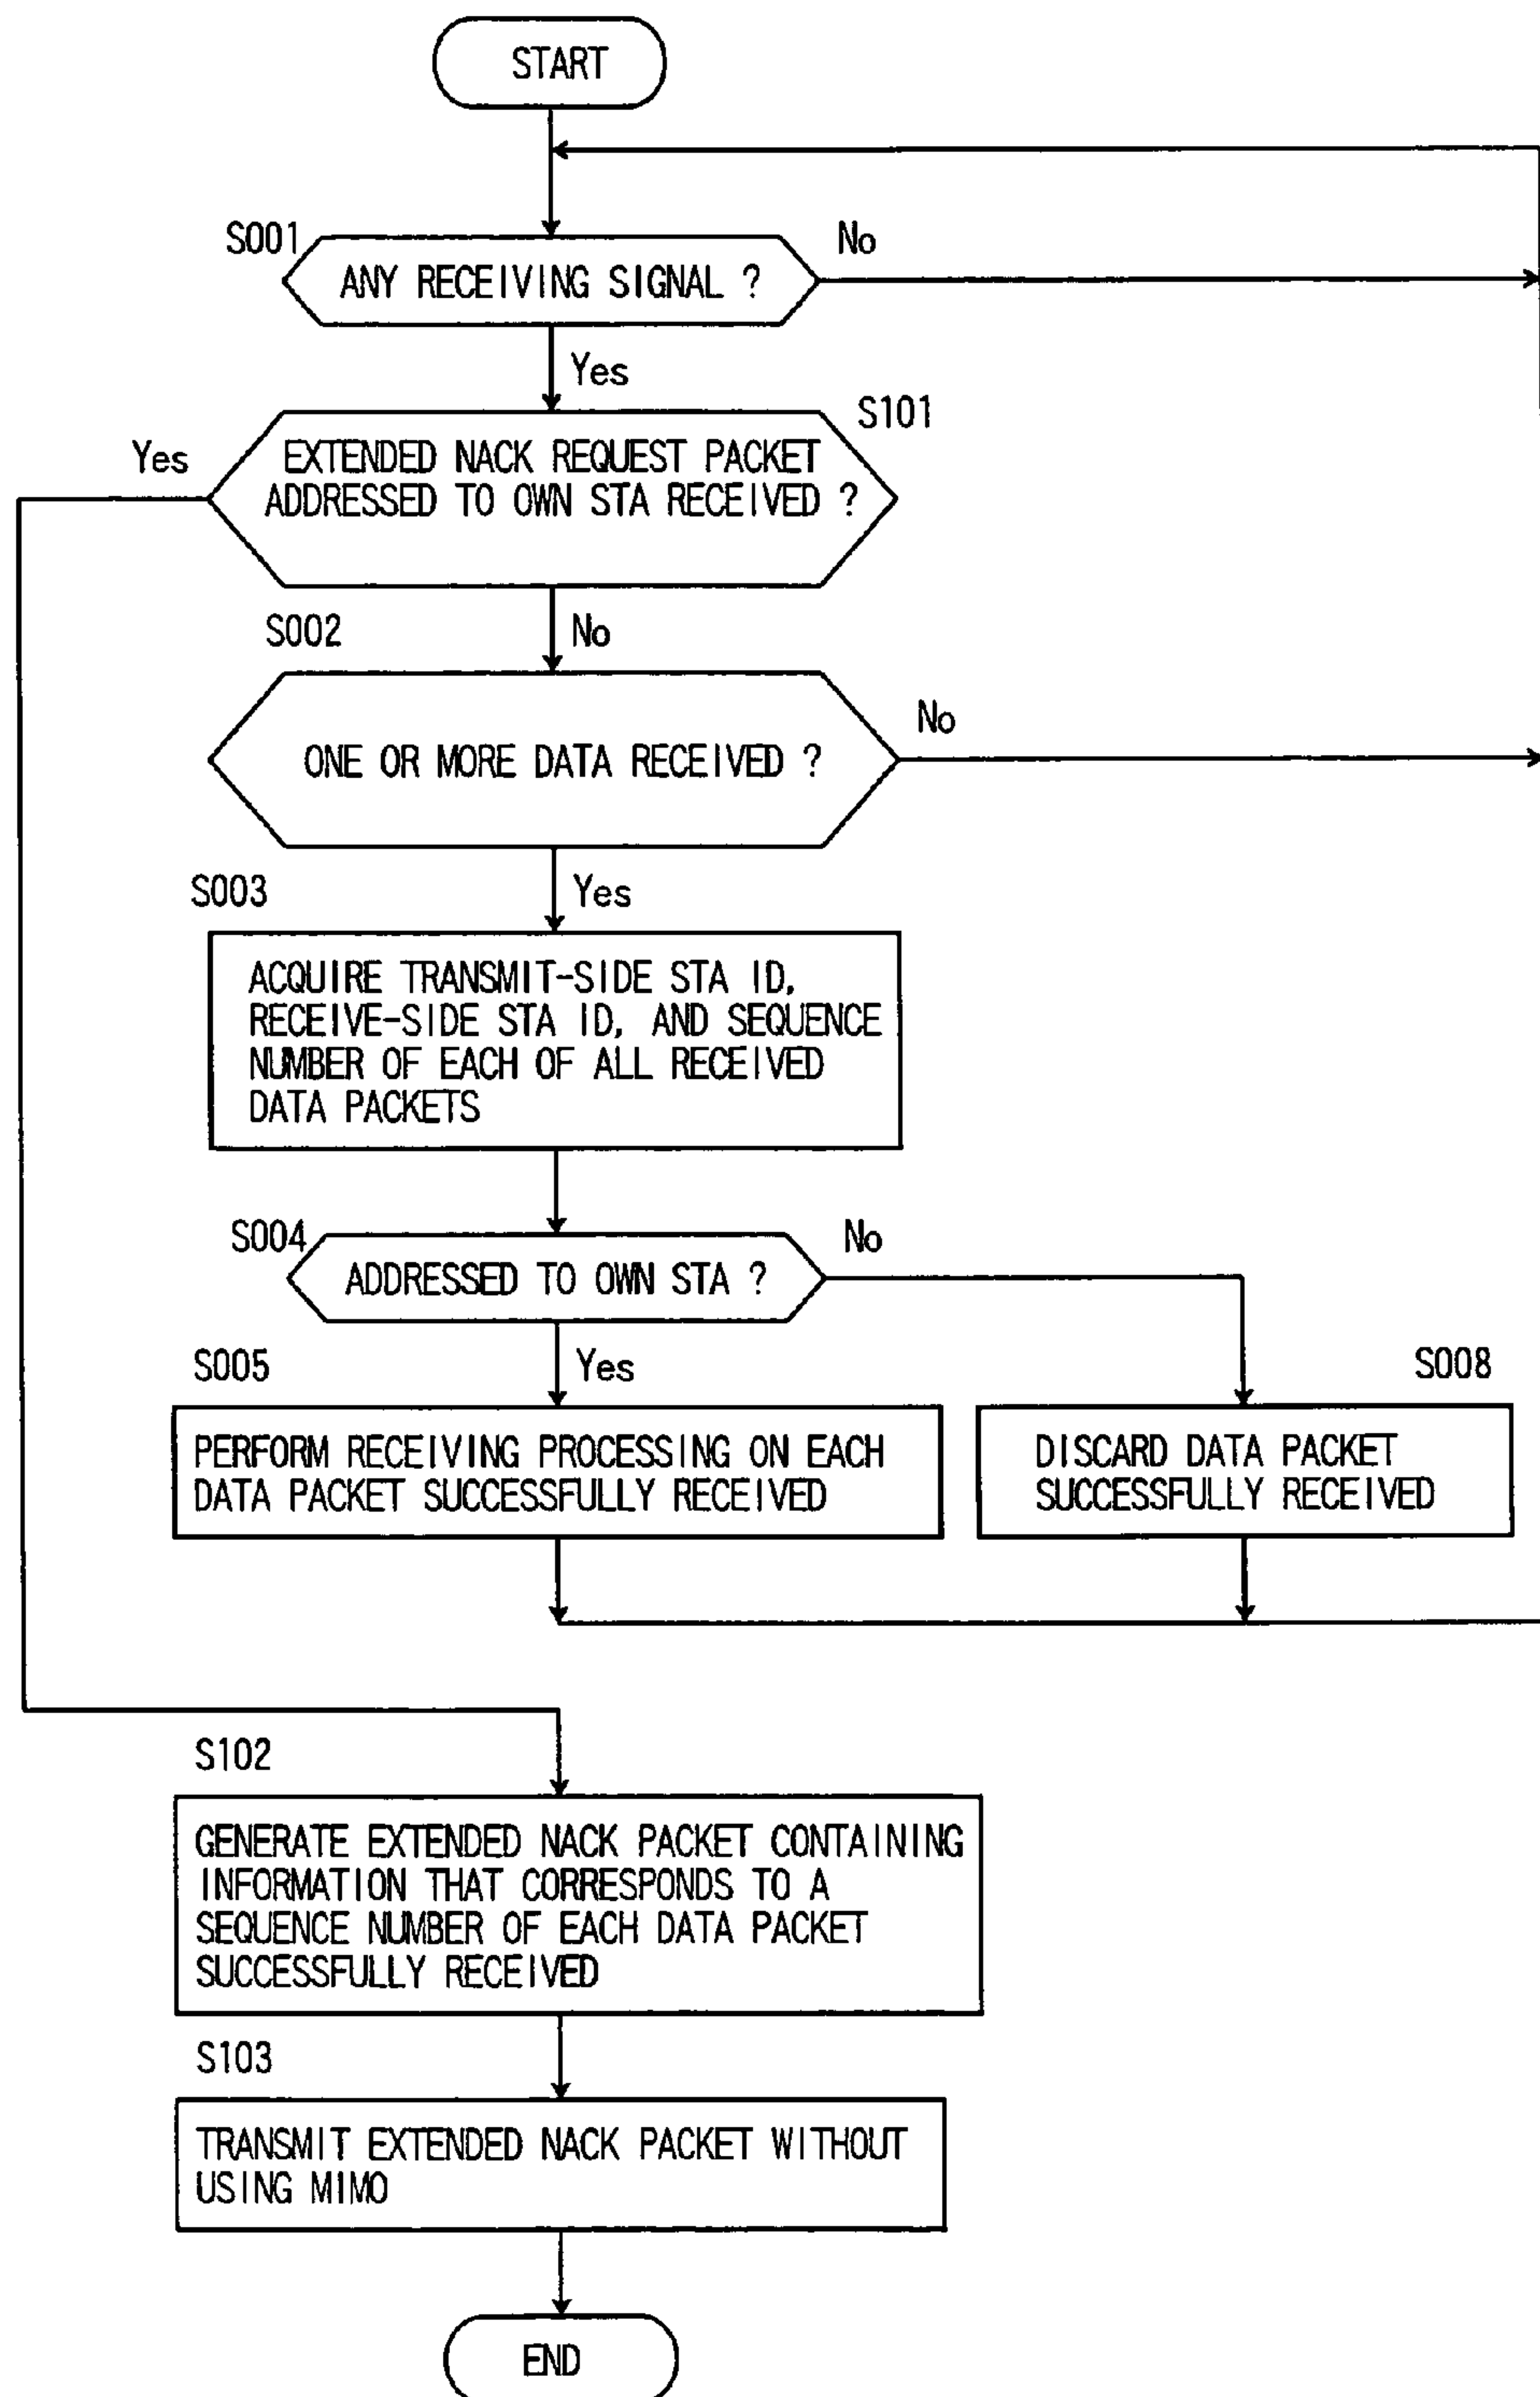 START
S001
No
ANY RECEIVING SIGNAL ?
Yes
S101
Yes
EXTENDED NACK REQUEST PACKET
ADDRESSED TO OWN STA RECEIVED ?
S002
No
No
ONE OR MORE DATA RECEIVED ?
S003
Yes
ACQUIRE TRANSMIT-SIDE STA ID,
RECEIVE-SIDE STA ID, AND SEQUENCE
NUMBER OF EACH OF ALL RECEIVED
DATA PACKETS
S004
No
ADDRESSED TO OWN STA ?
S005
Yes
S008
PERFORM RECEIVING PROCESSING ON EACH
DATA PACKET SUCCESSFULLY RECEIVED
DISCARD DATA PACKET
SUCCESSFULLY RECEIVED
S102
GENERATE EXTENDED NACK PACKET CONTAINING
INFORMATION THAT CORRESPONDS TO A
SEQUENCE NUMBER OF EACH DATA PACKET
SUCCESSFULLY RECEIVED
S103
TRANSMIT EXTENDED NACK PACKET WITHOUT
USING MIMO
END